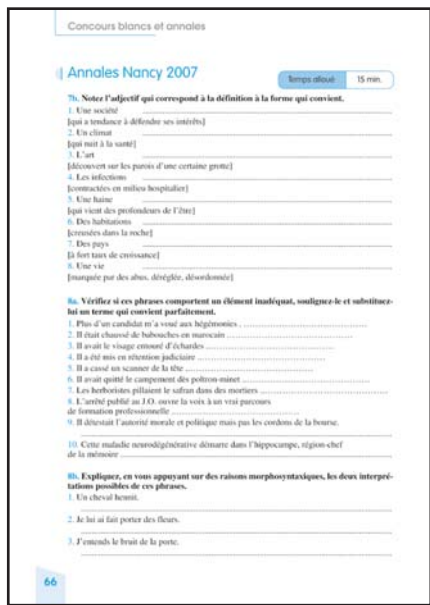 Concours blancs et annales
Annales Nancy 2007
Temps alloué 15 min.
7b. Notez l'adjectif qui correspond à la définition à la forme qui convient.
1. Une société
[qui a tendance à défendre ses intérêts]
2. Un climat
[qui nuit à la santé]
3. L'art
[découvert sur les parois d'une certaine grotte]
4. Les infections
[contractées en milieu hospitalier]
5. Une haine
[qui vient des profondeurs de l'être]
6. Des habitations
[creusées dans la roche]
7. Des pays
[à fort taux de croissance]
8. Une vie
[marquée par des abus, déréglée, désordonnée]
8a. Vérifiez si ces phrases comportent un élément inadéquat, soulignez-le et substituez-
lui un terme qui convient parfaitement.
1. Plus d'un candidat m'a voué aux hégémonies .
2. Il était chaussé de babouches en marocain
3. Il avait le visage entouré d'échardes
4. Il a été mis en rétention judiciaire
5. Il a cassé un scanner de la tête
6. Il avait quitté le campement dès poltron-minet
7. Les herboristes pillaient le safran dans des mortiers
8. L'arrêté publié au J.O. ouvre la voix à un vrai parcours
de formation professionnelle
9. Il détestait l'autorité morale et politique mais pas les cordons de la bourse.
10. Cette maladie neurodégénérative démarre dans l'hippocampe, région-chef
de la mémoire
8b. Expliquez, en vous appuyant sur des raisons morphosyntaxiques, les deux interpré-
tations possibles de ces phrases.
1. Un cheval hennit.
2. Je lui ai fait porter des fleurs.
3. J'entends le bruit de la porte.
66